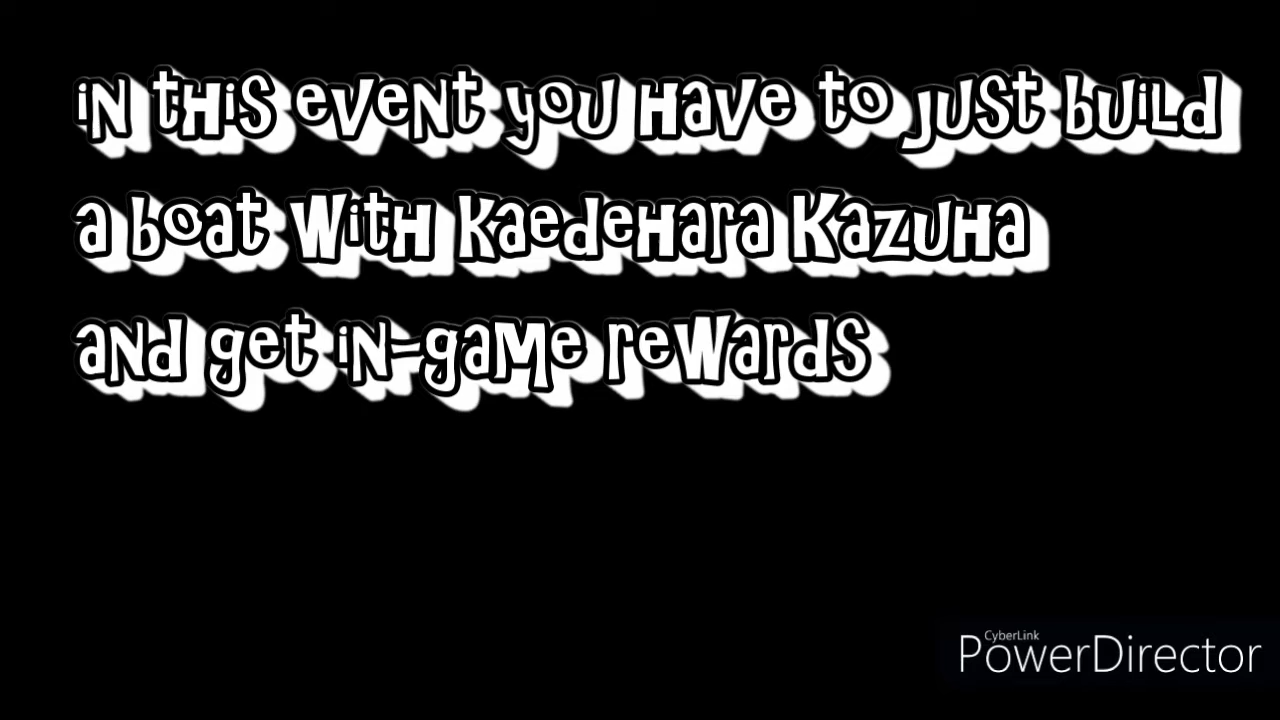 in this event you have to just build
a boat with Kaedehara Kazuha
and get in-game rewards
CyberLink
PowerDirector